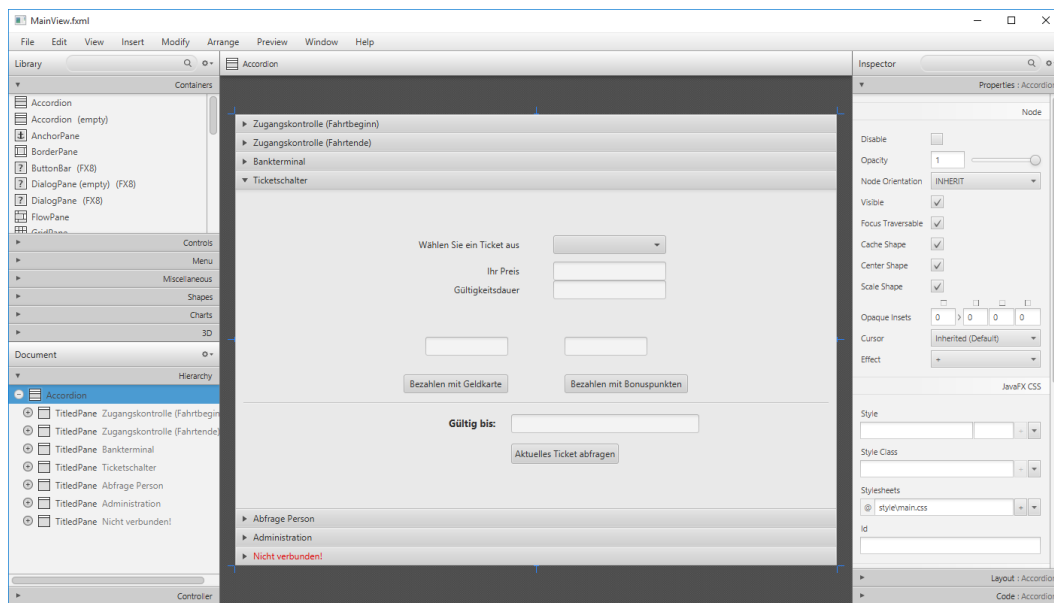 MainView.fxml
File Edit View Insert Modify Arrange Preview Window Help
Library
Containers
Accordion
Accordion (empty)
AnchorPane
BorderPane
ButtonBar (FX8)
DialogPane (empty) (FX8)
DialogPane (FX8)
FlowPane
GridPane
Controls
Menu
Miscellaneous
Shapes
Charts
3D
Document
Hierarchy
Accordion
TitledPane Zugangskontrolle (Fahrtbegin
TitledPane Zugangskontrolle (Fahrtende)
TitledPane Bankterminal
TitledPane Ticketschalter
TitledPane Abfrage Person
TitledPane Administration
TitledPane Nicht verbunden!
Controller
Accordion
Zugangskontrolle (Fahrtbeginn)
Zugangskontrolle (Fahrtende)
Bankterminal
Ticketschalter
Wählen Sie ein Ticket aus
Ihr Preis
Gültigkeitsdauer
Bezahlen mit Geldkarte Bezahlen mit Bonuspunkten
Gültig bis:
Aktuelles Ticket abfragen
Abfrage Person
Administration
Nicht verbunden!
Inspector
Properties : Accordion
Node
Disable
Opacity 1
Node Orientation INHERIT
Visible
Focus Traversable
Cache Shape
Center Shape
Scale Shape
Opaque Insets 0 0 0 0
Cursor Inherited (Default)
Effect +
JavaFX CSS
Style
Style Class
Stylesheets
@ style\main.css
Id
Layout : Accordion
Code : Accordion